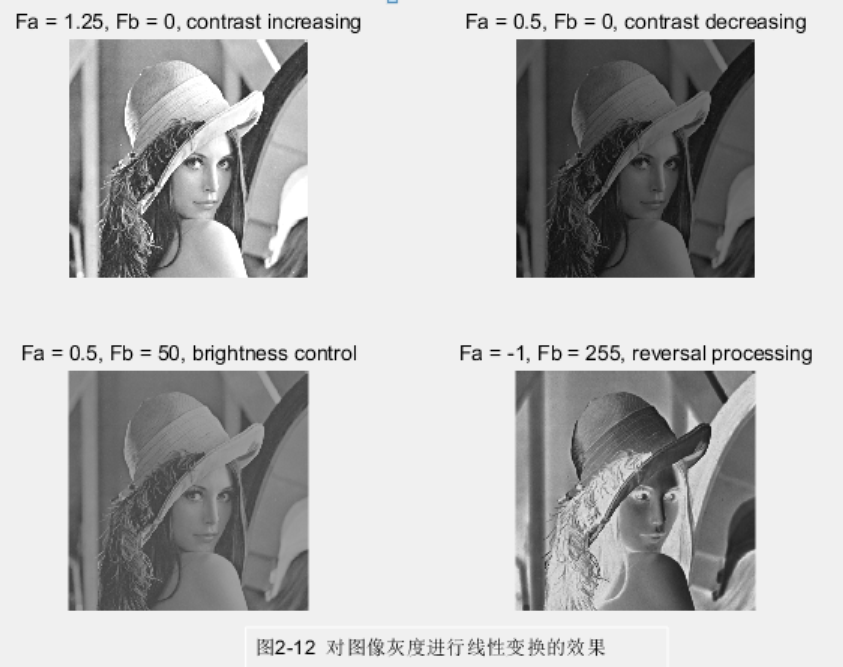 Fa = 1.25, Fb = 0, contrast increasing
Fa = 0.5, Fb = 0, contrast decreasing
Fa = 0.5, Fb = 50, brightness control
Fa = -1, Fb = 255, reversal processing
图2-12 对图像灰度进行线性变换的效果